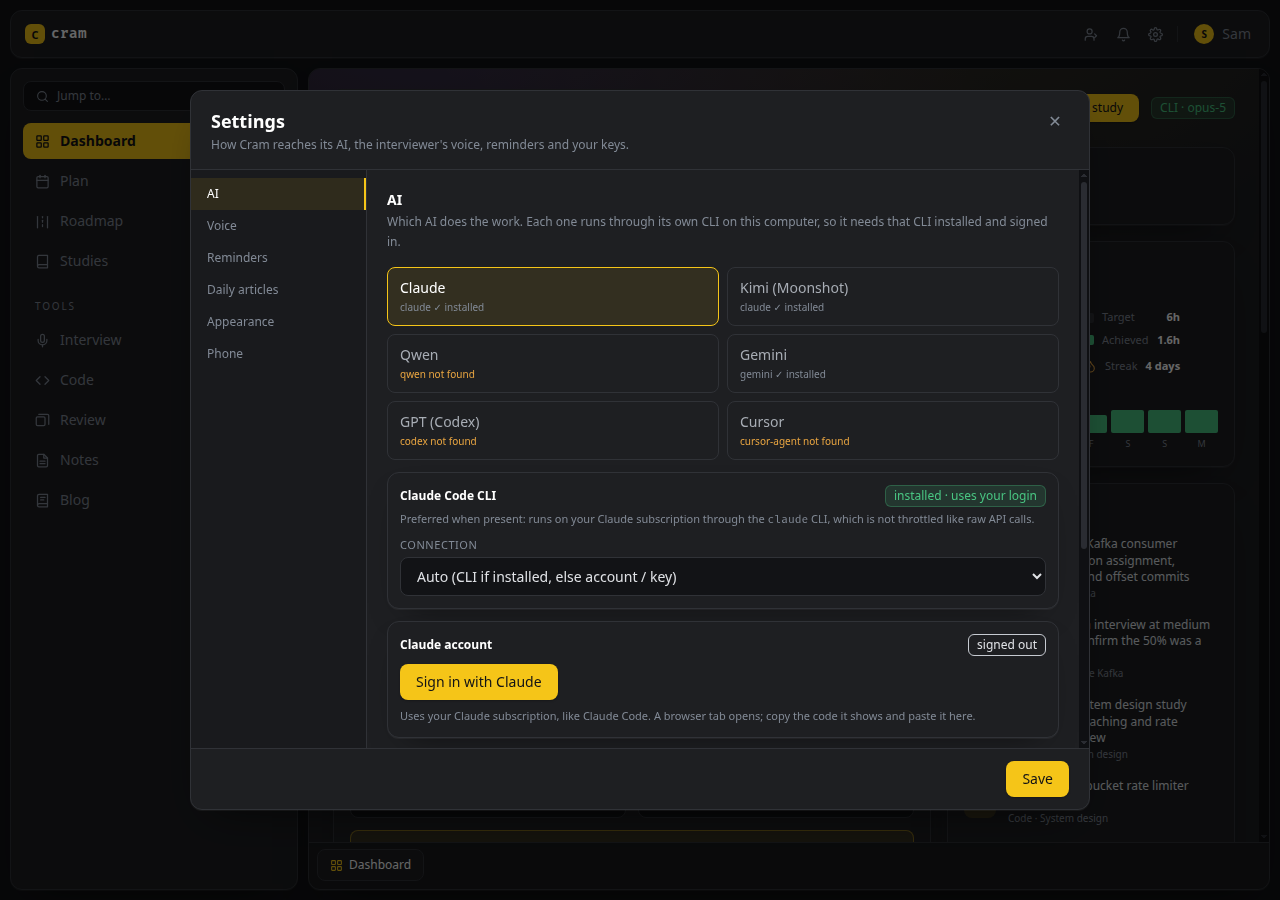 c cram
Sam
S
Jump to...
Dashboard
Plan
Roadmap
Studies
TOOLS
Interview
Code
Review
Notes
Blog
study
CLI · opus-5
Settings
How Cram reaches its AI, the interviewer's voice, reminders and your keys.
AI
Voice
Reminders
Daily articles
Appearance
Phone
AI
Which AI does the work. Each one runs through its own CLI on this computer, so it needs that CLI installed and signed
in.
Claude
claude ✓ installed
Kimi (Moonshot)
claude ✓ installed
Qwen
qwen not found
Gemini
gemini ✓ installed
GPT (Codex)
codex not found
Cursor
cursor-agent not found
Claude Code CLI
installed · uses your login
Preferred when present: runs on your Claude subscription through the claude CLI, which is not throttled like raw API calls.
CONNECTION
Auto (CLI if installed, else account / key)
Claude account
signed out
Sign in with Claude
Uses your Claude subscription, like Claude Code. A browser tab opens; copy the code it shows and paste it here.
Save
Target 6h
Achieved 1.6h
Streak 4 days
F S S M
Kafka consumer
on assignment,
nd offset commits
interview at medium
nfirm the 50% was a
e Kafka
tem design study
aching and rate
ew
design
bucket rate limiter
Code · System design
Dashboard